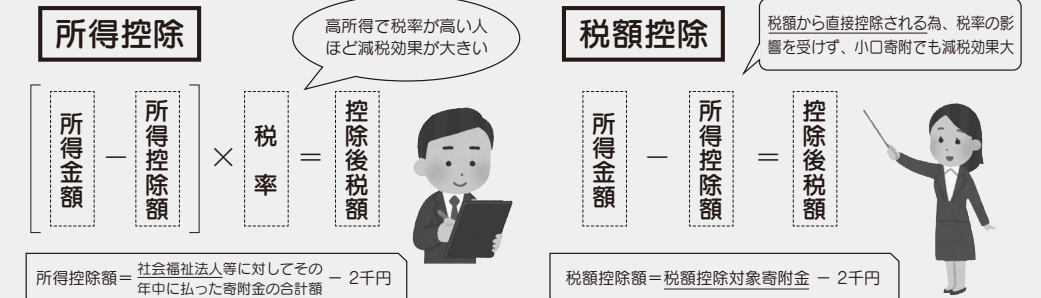 所得控除
高所得で税率が高い人
ほど減税効果が大きい
所得金額 － 所得控除額 × 税率 ＝ 控除後税額
所得控除額＝社会福祉法人等に対してその
年中に払った寄附金の合計額 － 2千円
税額控除
税額から直接控除される為、税率の影
響を受けず、小口寄附でも減税効果大
所得金額 － 所得控除額 ＝ 控除後税額
税額控除額＝税額控除対象寄附金 － 2千円